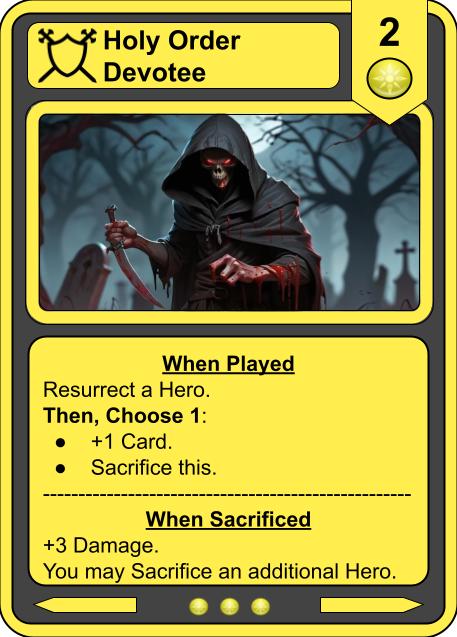 Holy Order
Devotee
2
When Played
Resurrect a Hero.
Then, Choose 1:
● +1 Card.
● Sacrifice this.
----------------------------------------------------
When Sacrificed
+3 Damage.
You may Sacrifice an additional Hero.